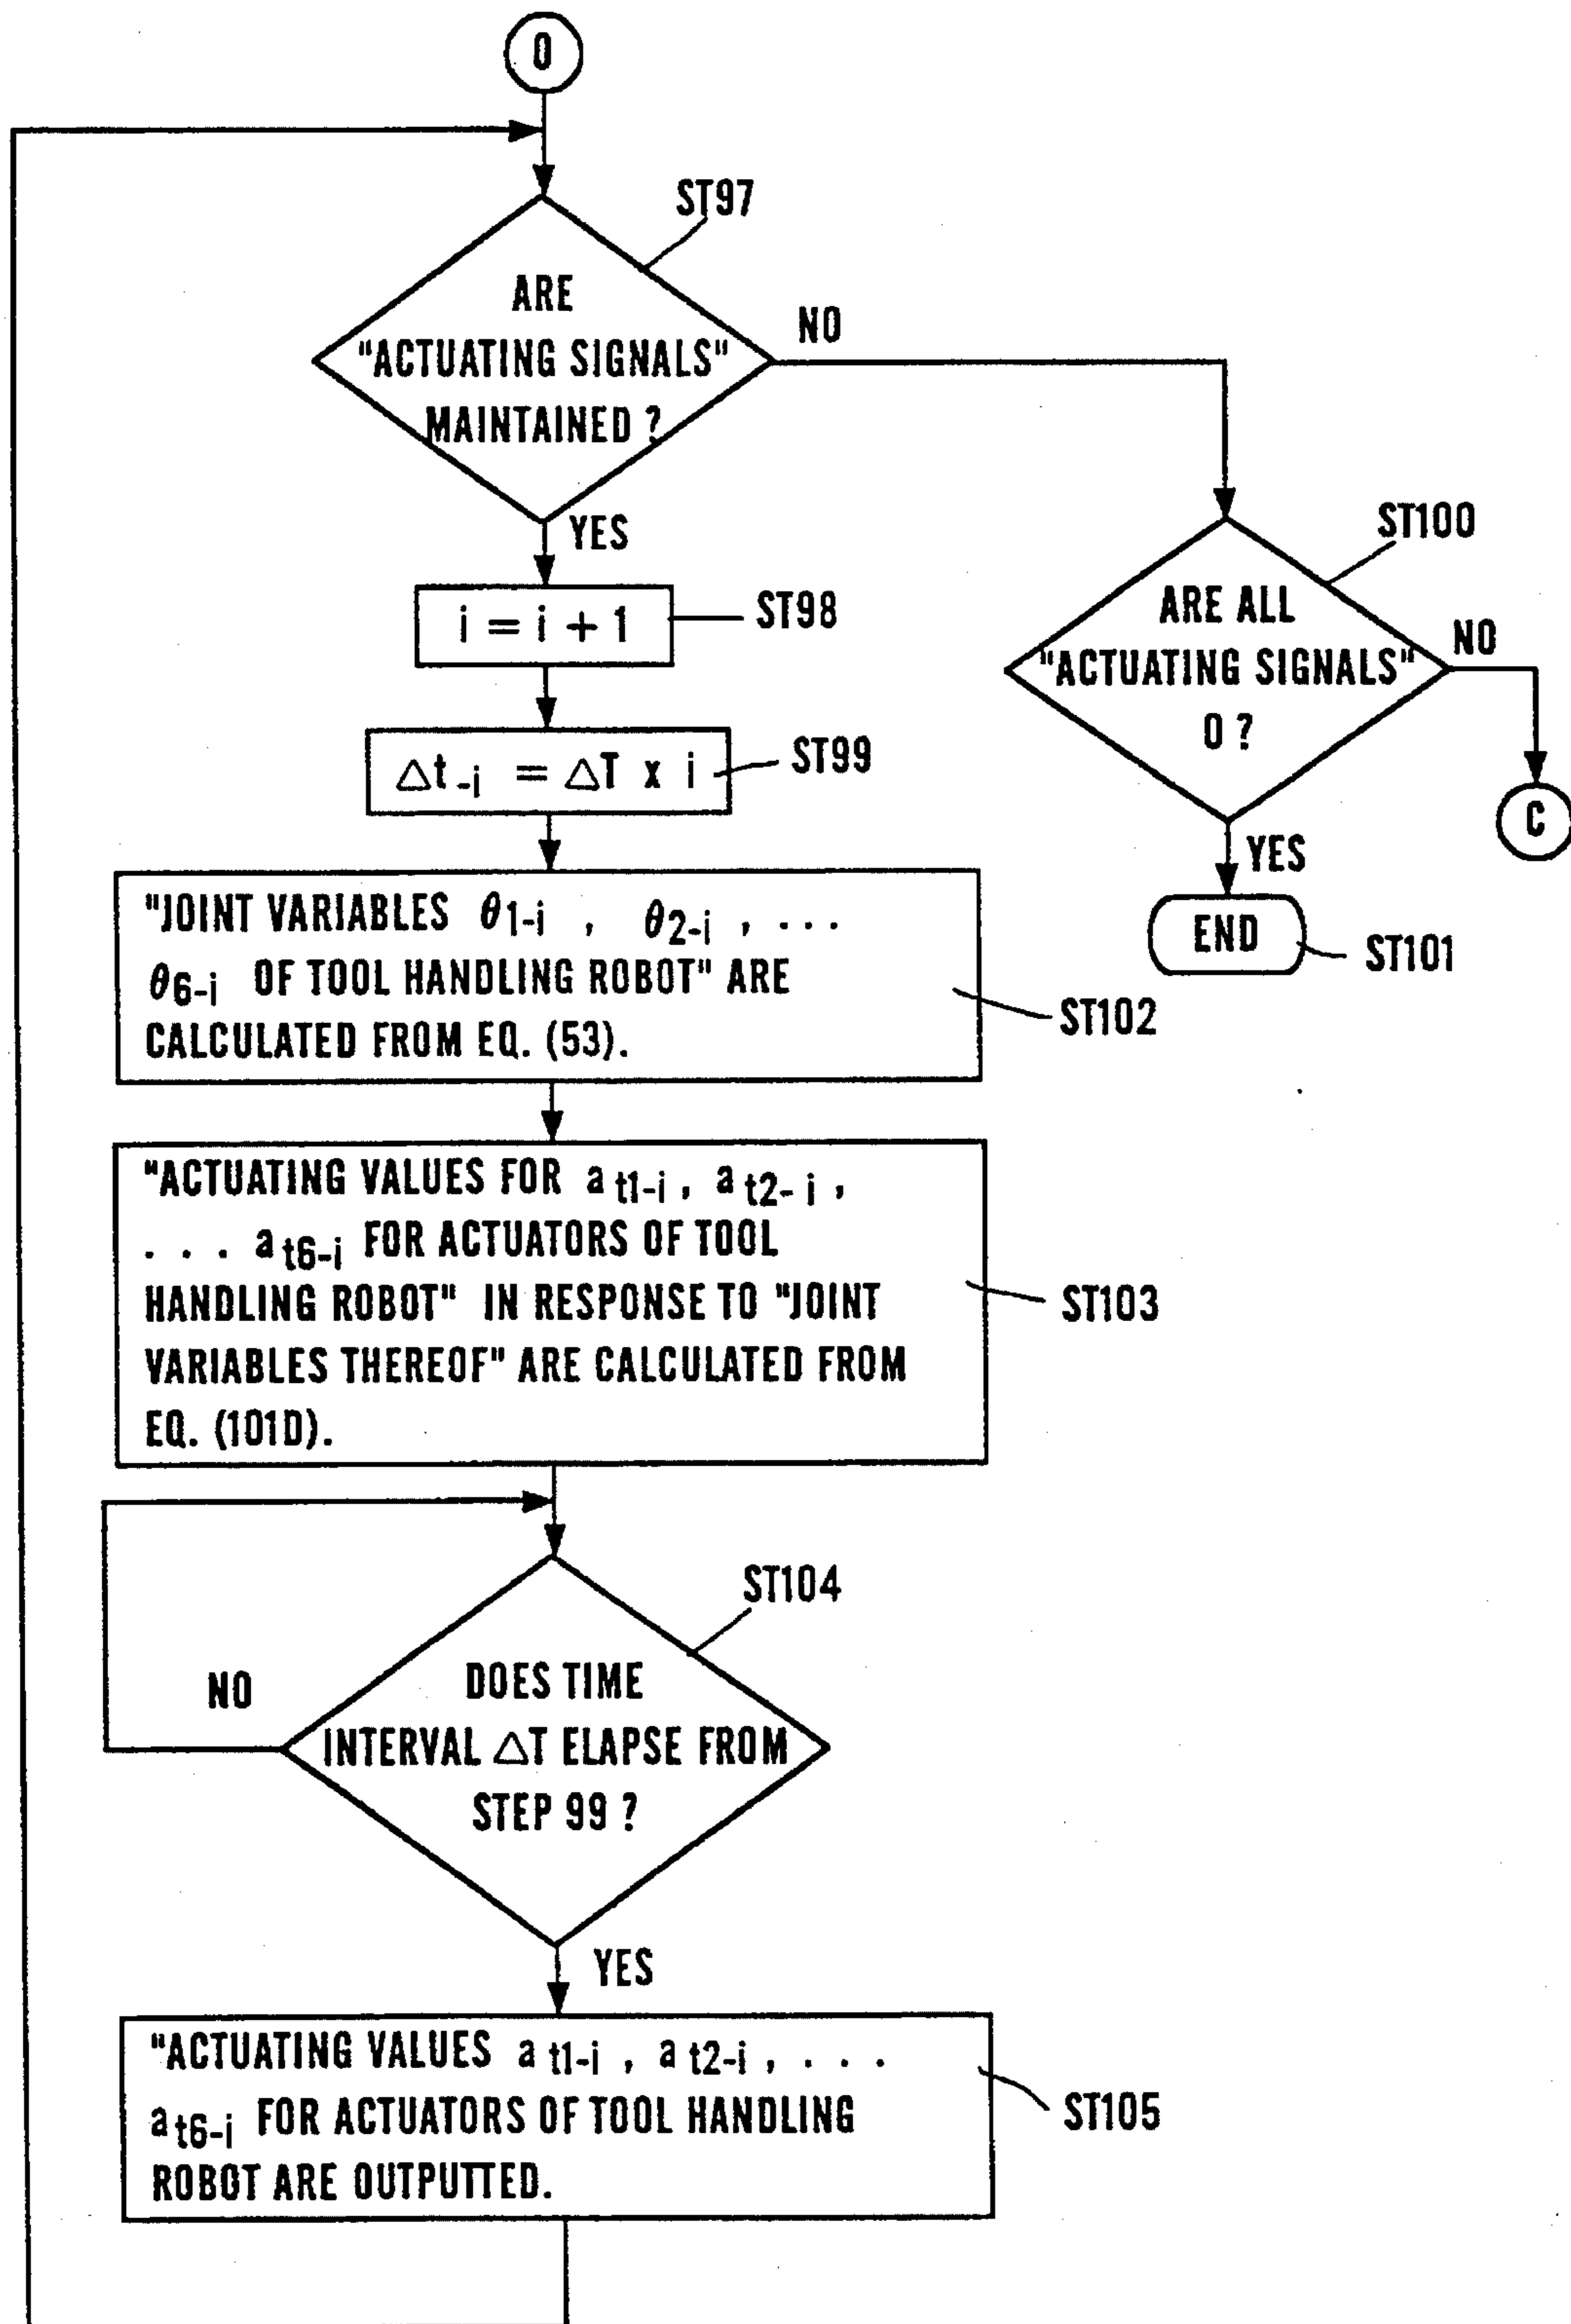 O
ST97
ARE
"ACTUATING SIGNALS"
MAINTAINED ?
NO
YES
i = i + 1
ST98
Δt-i = ΔT x i
ST99
ST100
ARE ALL
"ACTUATING SIGNALS"
O ?
NO
C
YES
END
ST101
"JOINT VARIABLES θ1-i , θ2-i , . . .
θ6-i OF TOOL HANDLING ROBOT" ARE
CALCULATED FROM EQ. (53).
ST102
"ACTUATING VALUES FOR a t1-i , a t2-i ,
. . . a t6-i FOR ACTUATORS OF TOOL
HANDLING ROBOT" IN RESPONSE TO "JOINT
VARIABLES THEREOF" ARE CALCULATED FROM
EQ. (101D).
ST103
ST104
NO
DOES TIME
INTERVAL ΔT ELAPSE FROM
STEP 99 ?
YES
"ACTUATING VALUES a t1-i , a t2-i , . . .
a t6-i FOR ACTUATORS OF TOOL HANDLING
ROBOT ARE OUTPUTTED.
ST105